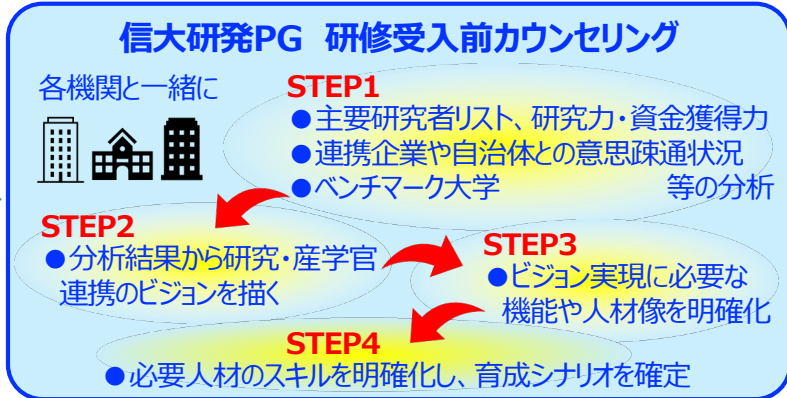 信大研発PG 研修受入前カウンセリング
各機関と一緒に
STEP1
●主要研究者リスト、研究力・資金獲得力
●連携企業や自治体との意思疎通状況
●ベンチマーク大学 等の分析
STEP2
●分析結果から研究・産学官
連携のビジョンを描く
STEP3
●ビジョン実現に必要な
機能や人材像を明確化
STEP4
●必要人材のスキルを明確化し、育成シナリオを確定